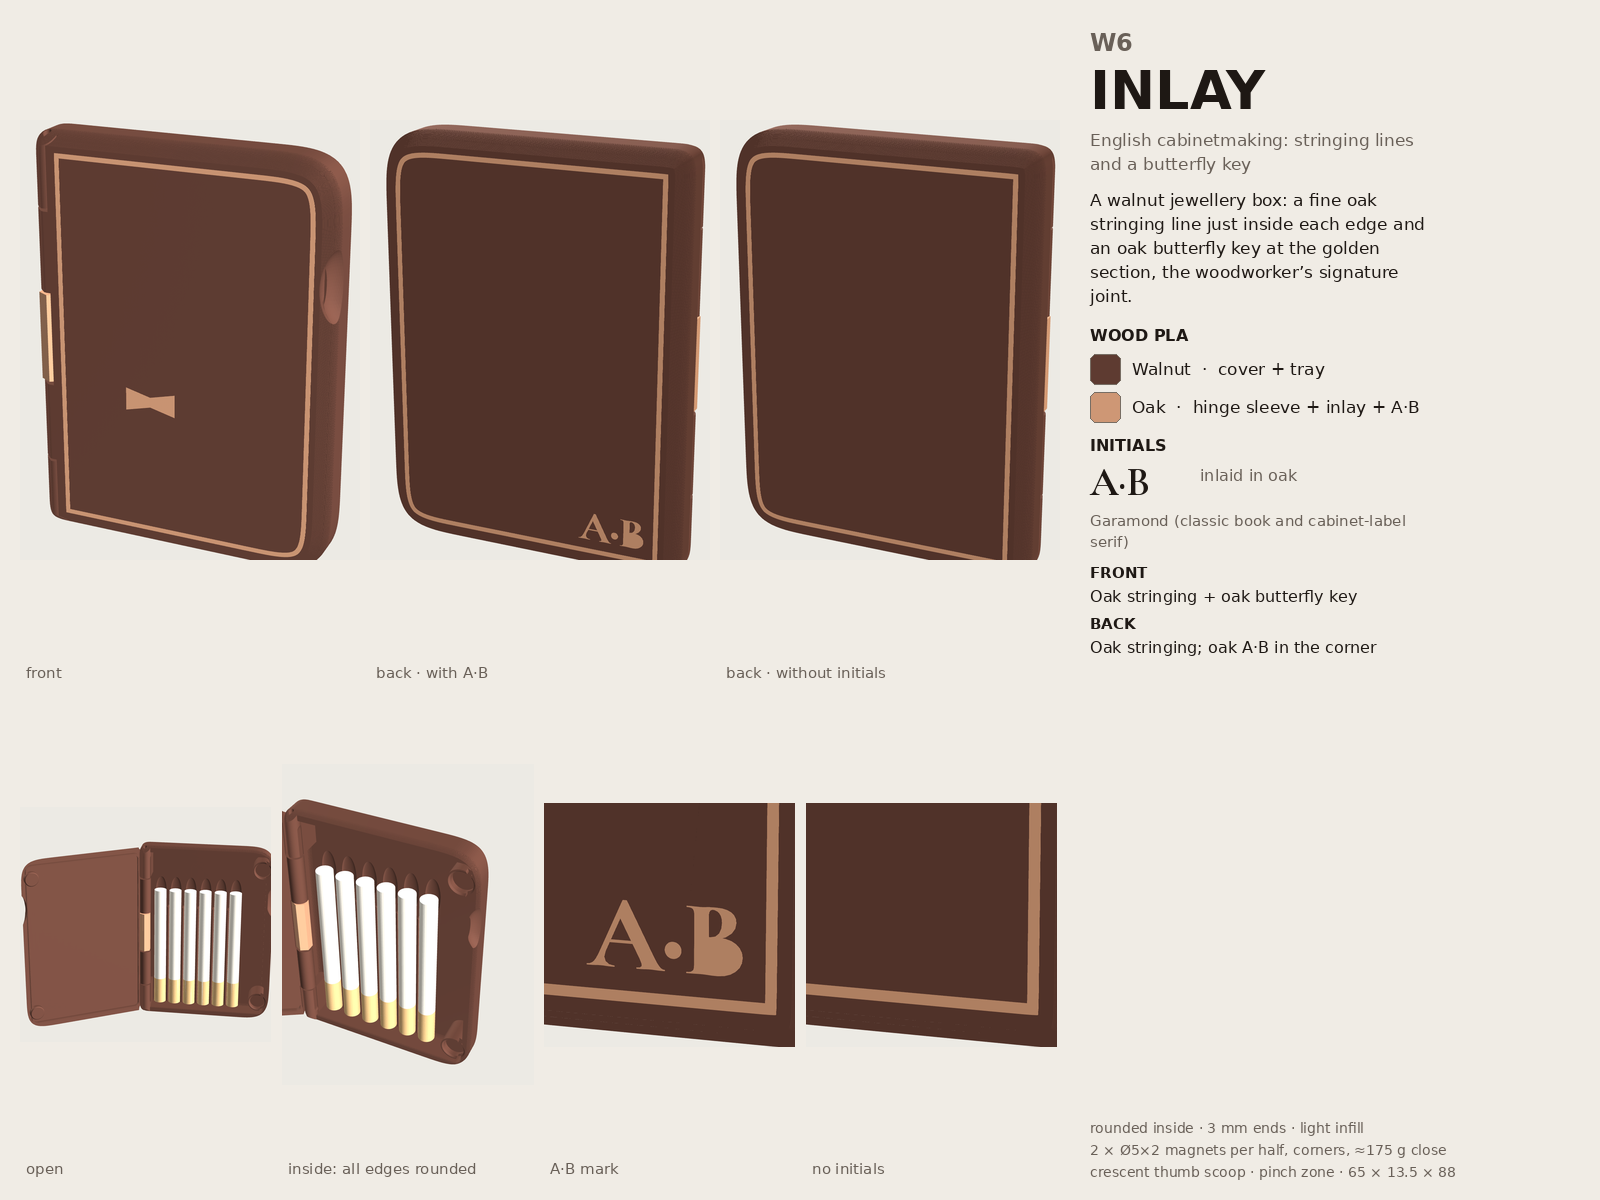 W6
INLAY
English cabinetmaking: stringing lines
and a butterfly key
A walnut jewellery box: a fine oak
stringing line just inside each edge and
an oak butterfly key at the golden
section, the woodworker’s signature
joint.
WOOD PLA
Walnut · cover + tray
Oak · hinge sleeve + inlay + A·B
INITIALS
A·B inlaid in oak
Garamond (classic book and cabinet-label
serif)
FRONT
Oak stringing + oak butterfly key
BACK
Oak stringing; oak A·B in the corner
A·B
front
back · with A·B
back · without initials
A·B
open
inside: all edges rounded
A·B mark
no initials
rounded inside · 3 mm ends · light infill
2 × Ø5×2 magnets per half, corners, ≈175 g close
crescent thumb scoop · pinch zone · 65 × 13.5 × 88